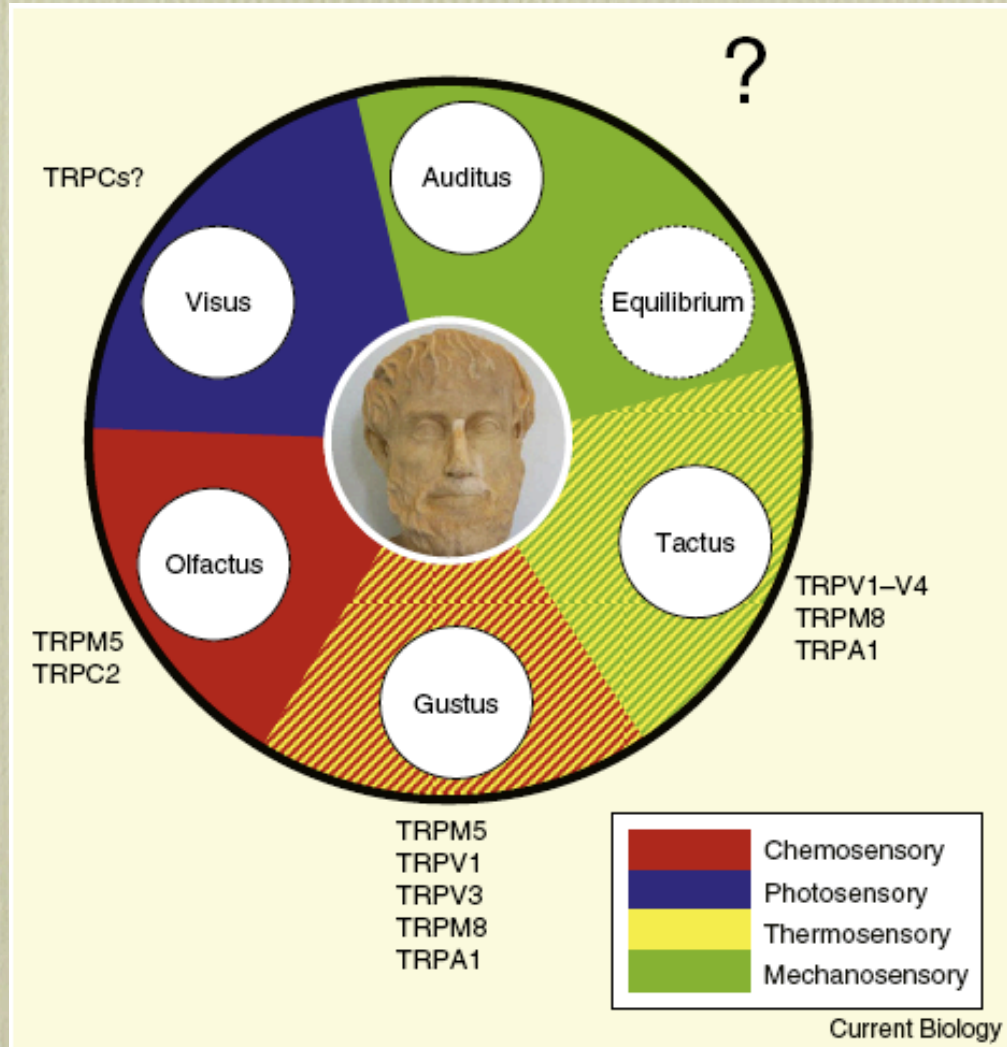 ?
TRPCs?
Auditus
Visus
Equilibrium
Olfactus
Tactus
TRPV1–V4
TRPM8
TRPA1
TRPM5
TRPC2
Gustus
TRPM5
TRPV1
TRPV3
TRPM8
TRPA1
Chemosensory
Photosensory
Thermosensory
Mechanosensory
Current Biology